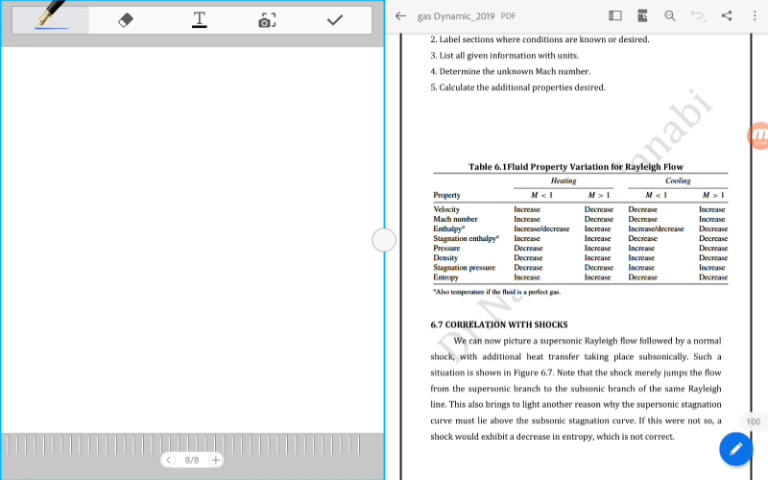 T
gas Dynamic_2019 PDF
2. Label sections where conditions are known or desired.
3. List all given information with units.
4. Determine the unknown Mach number.
5. Calculate the additional properties desired.
Table 6.1Fluid Property Variation for Rayleigh Flow
Heating Cooling
Property M < 1 M > 1 M < 1 M > 1
Velocity Increase Decrease Decrease Increase
Mach number Increase Decrease Decrease Increase
Enthalpyᵃ Increase/decrease Increase Increase/decrease Decrease
Stagnation enthalpyᵃ Increase Increase Decrease Decrease
Pressure Decrease Increase Increase Decrease
Density Decrease Increase Increase Decrease
Stagnation pressure Decrease Decrease Increase Increase
Entropy Increase Increase Decrease Decrease
ᵃAlso temperature if the fluid is a perfect gas.
6.7 CORRELATION WITH SHOCKS
We can now picture a supersonic Rayleigh flow followed by a normal
shock, with additional heat transfer taking place subsonically. Such a
situation is shown in Figure 6.7. Note that the shock merely jumps the flow
from the supersonic branch to the subsonic branch of the same Rayleigh
line. This also brings to light another reason why the supersonic stagnation
curve must lie above the subsonic stagnation curve. If this were not so, a
shock would exhibit a decrease in entropy, which is not correct.
100
8/8